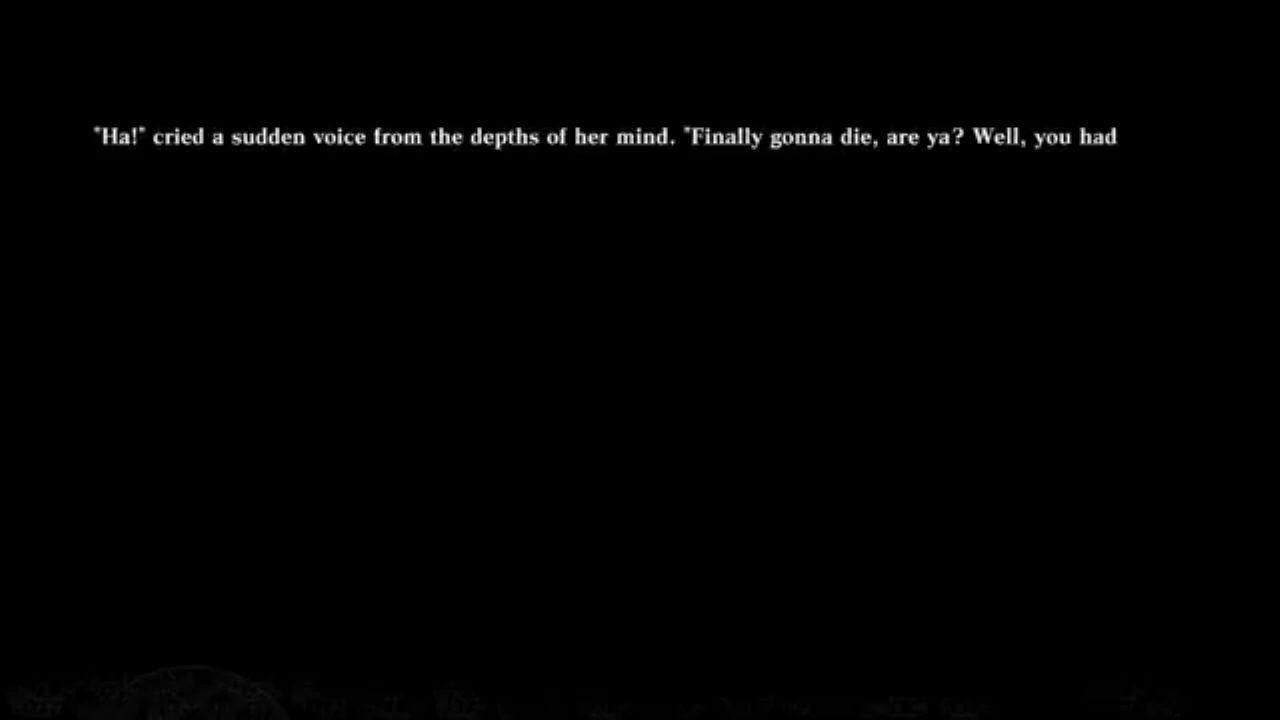 "Ha!" cried a sudden voice from the depths of her mind. "Finally gonna die, are ya? Well, you had